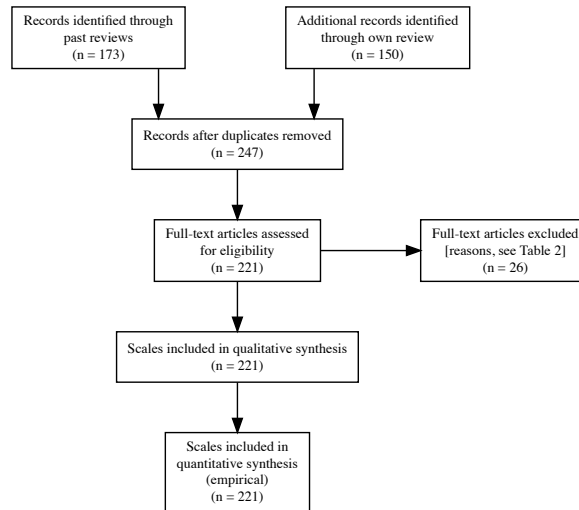 Records identified through
past reviews
(n = 173)
Additional records identified
through own review
(n = 150)
Records after duplicates removed
(n = 247)
Full-text articles assessed
for eligibility
(n = 221)
Full-text articles excluded
[reasons, see Table 2]
(n = 26)
Scales included in qualitative synthesis
(n = 221)
Scales included in
quantitative synthesis
(empirical)
(n = 221)